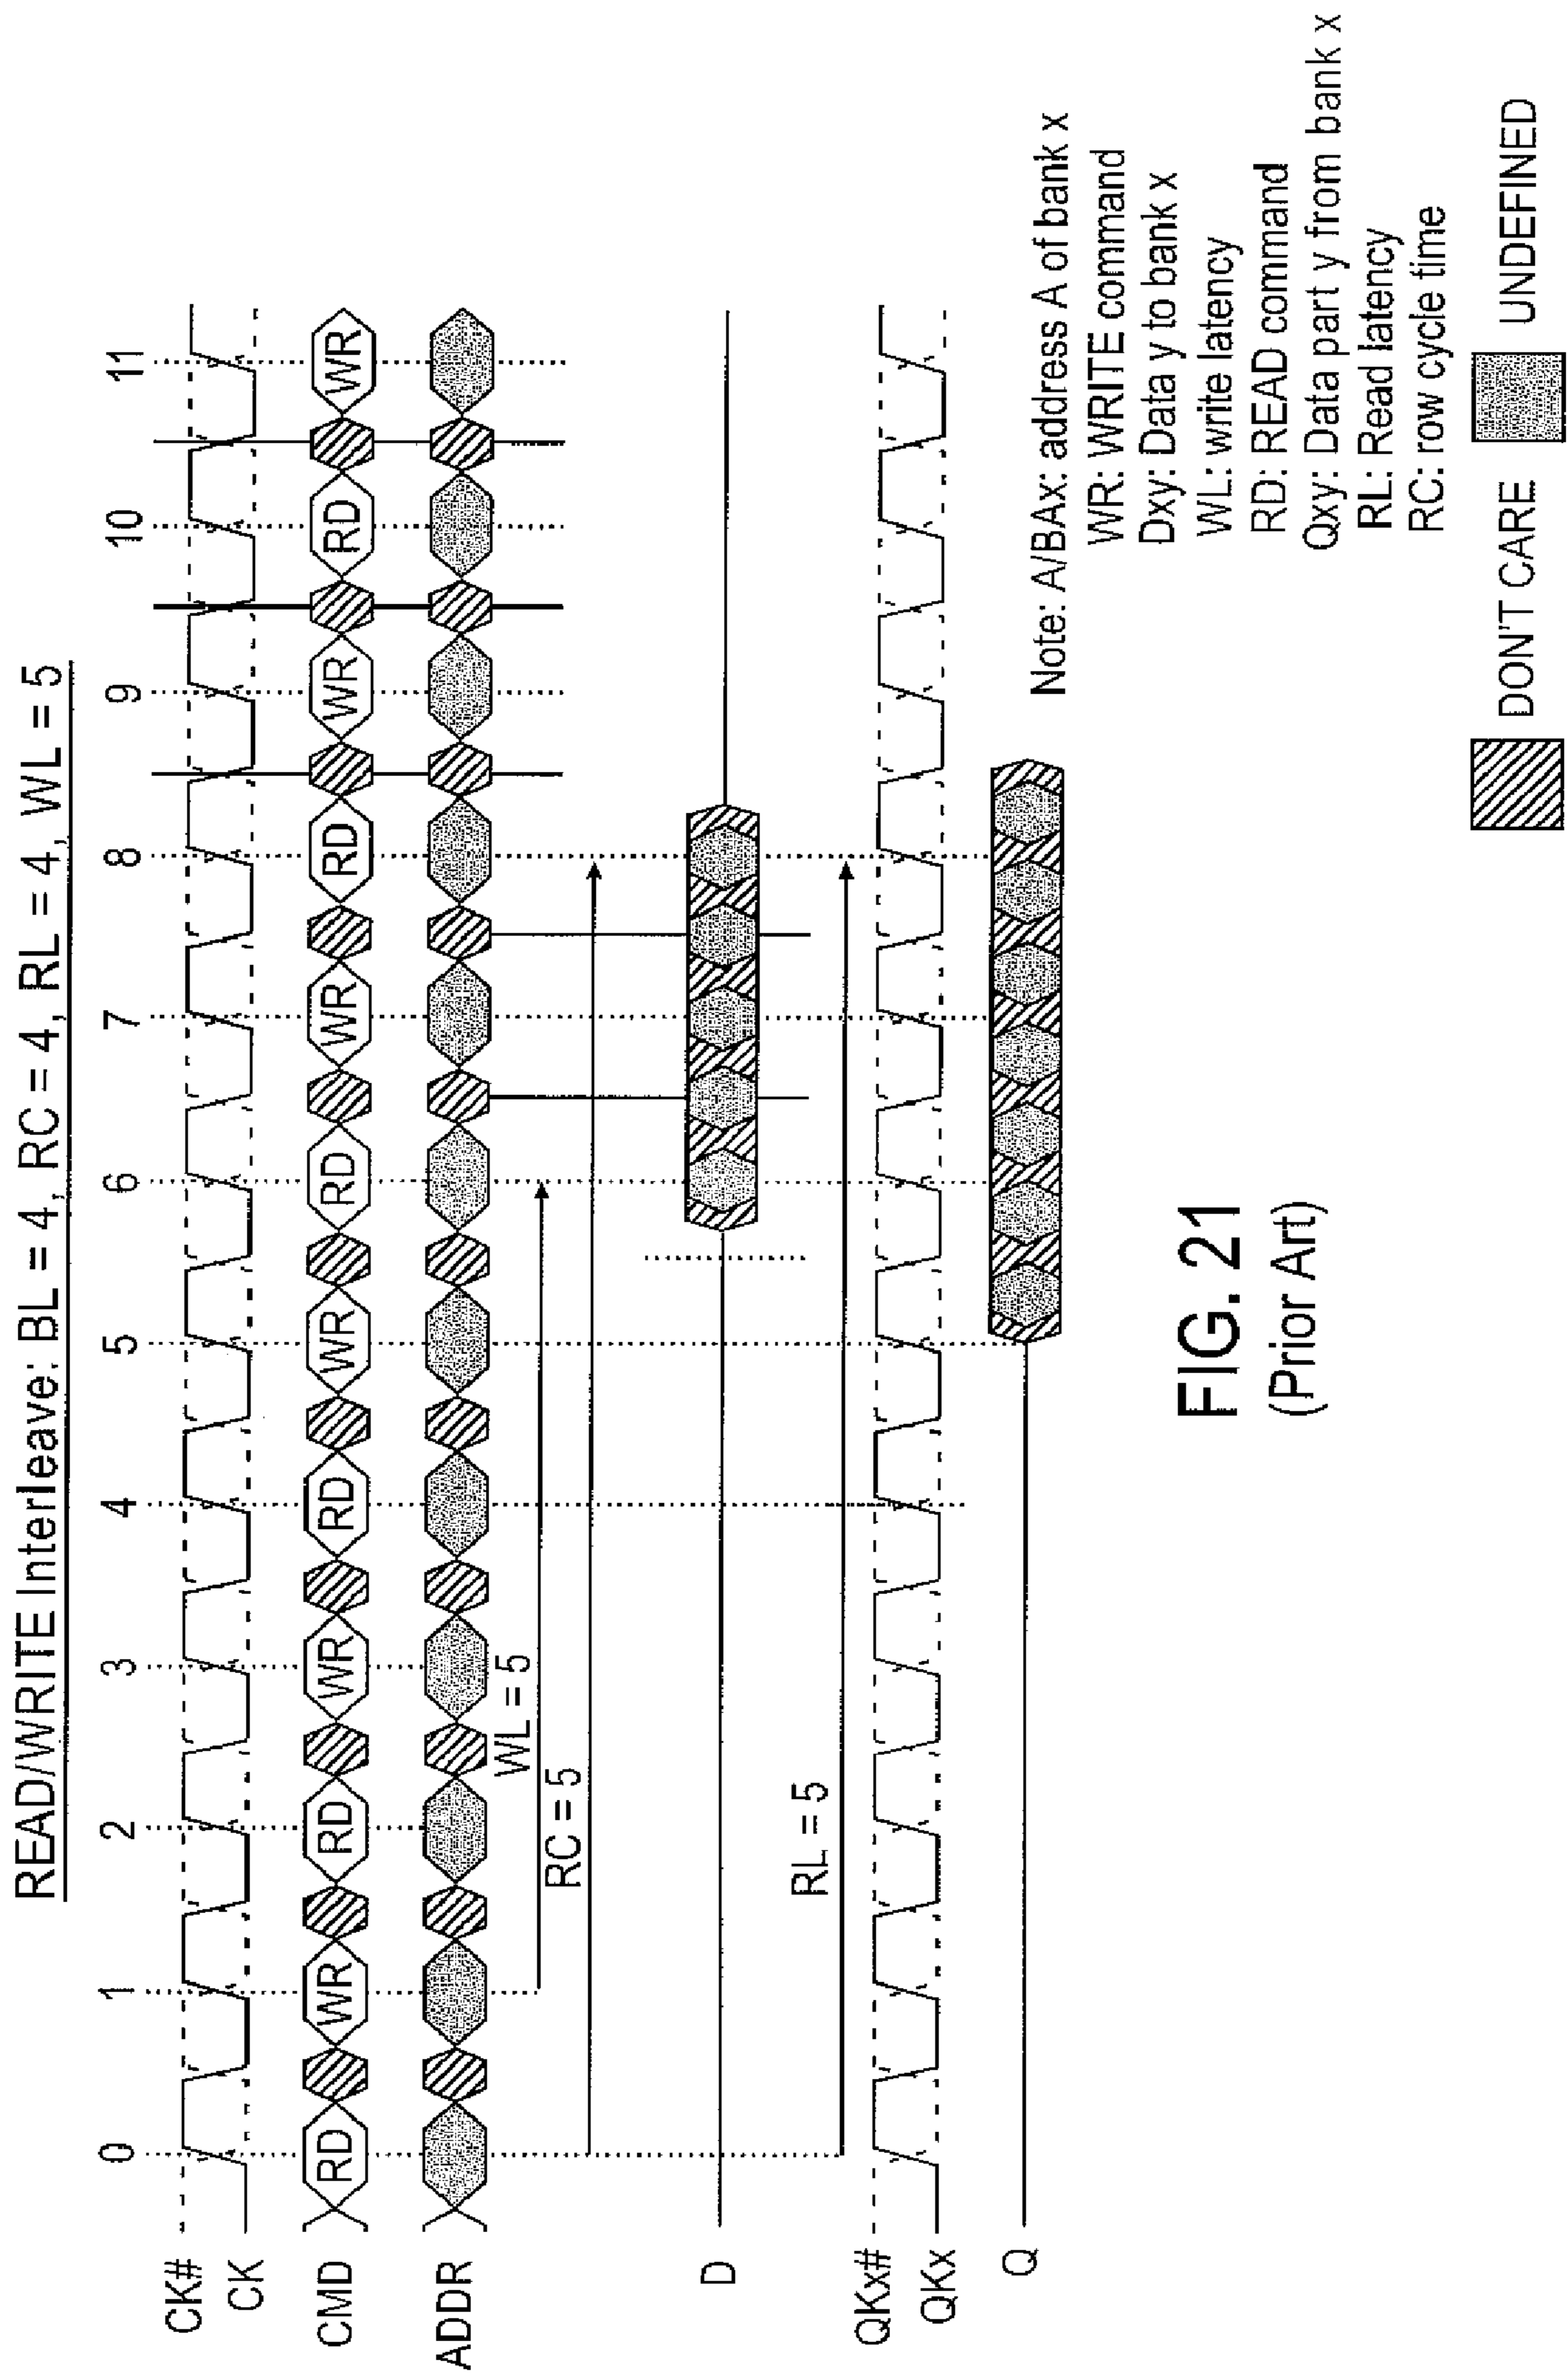 READ/WRITE Interleave: BL = 4, RC = 4, RL = 4, WL = 5
0 1 2 3 4 5 6 7 8 9 10 11
CK#
CK
CMD RD WR RD WR RD WR RD WR RD WR RD WR
ADDR
WL = 5
RC = 5
D
RL = 5
QKx#
QKx
Q
Note: A/BAx: address A of bank x
WR: WRITE command
Dxy: Data y to bank x
WL: write latency
RD: READ command
Qxy: Data part y from bank x
RL: Read latency
RC: row cycle time
DON'T CARE
UNDEFINED
FIG. 21
(Prior Art)